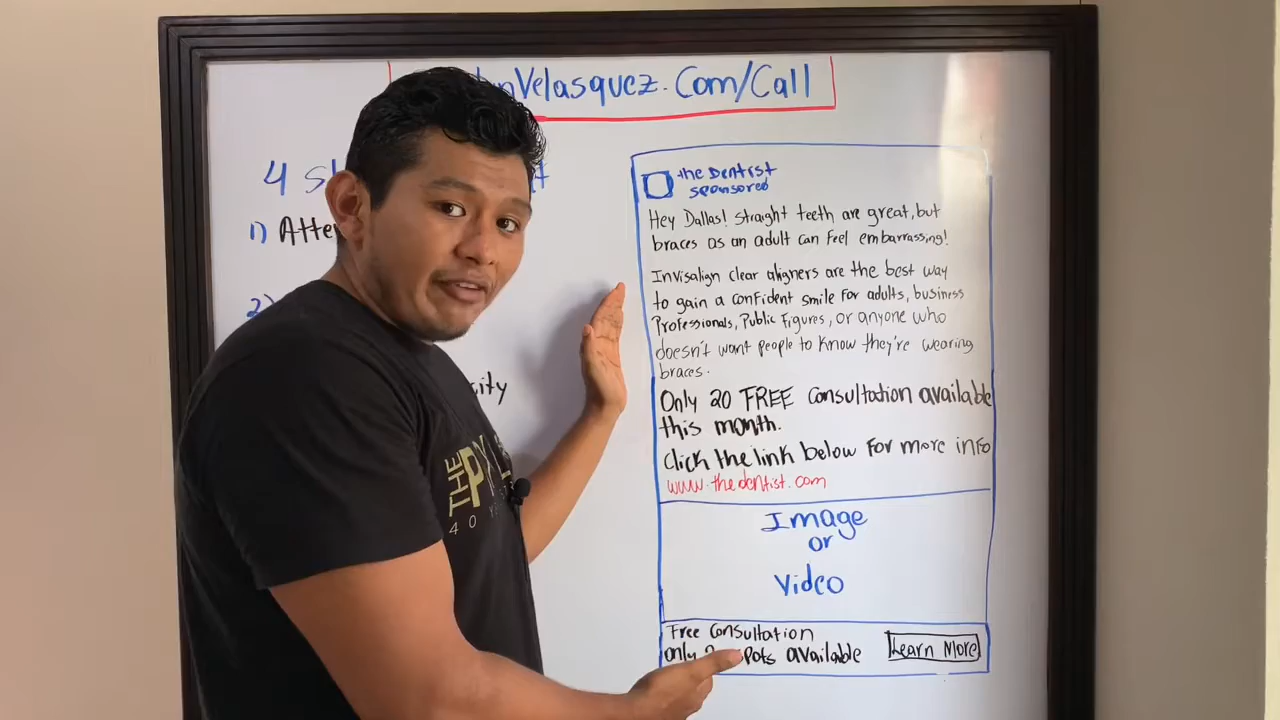 Velasquez.Com/Call
4
1)
2)
the Dentist
sponsored
Hey Dallas! Straight teeth are great, but
braces as an adult can feel embarrassing!
Invisalign clear aligners are the best way
to gain a confident smile for adults, business
Professionals, Public Figures, or anyone who
doesn't want people to know they're wearing
braces.
Only 20 FREE consultation available
this month.
Click the link below for more info
www.thedentist.com
Image
or
Video
Free Consultation
only spots available
Learn More
THE
40